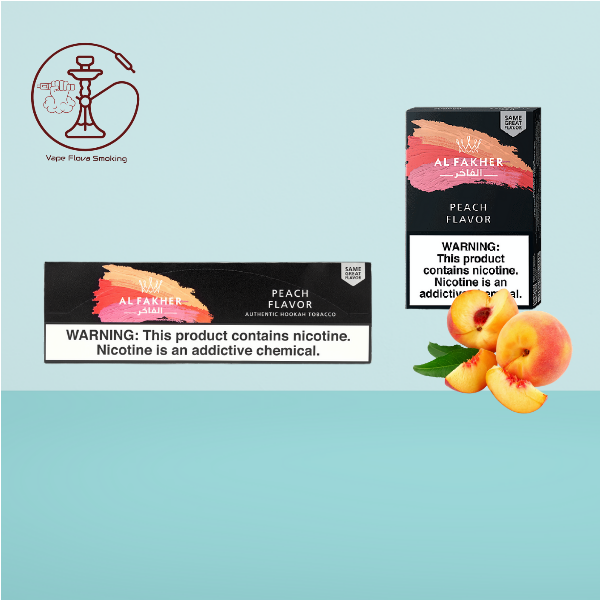 Vape Flava Smoking
SAME
GREAT
FLAVOR
AL FAKHER
الفاخر
PEACH
FLAVOR
WARNING:
This product
contains nicotine.
Nicotine is an
addictive chemical.
SAME
GREAT
FLAVOR
AL FAKHER
الفاخر
PEACH
FLAVOR
AUTHENTIC HOOKAH TOBACCO
WARNING: This product contains nicotine.
Nicotine is an addictive chemical.